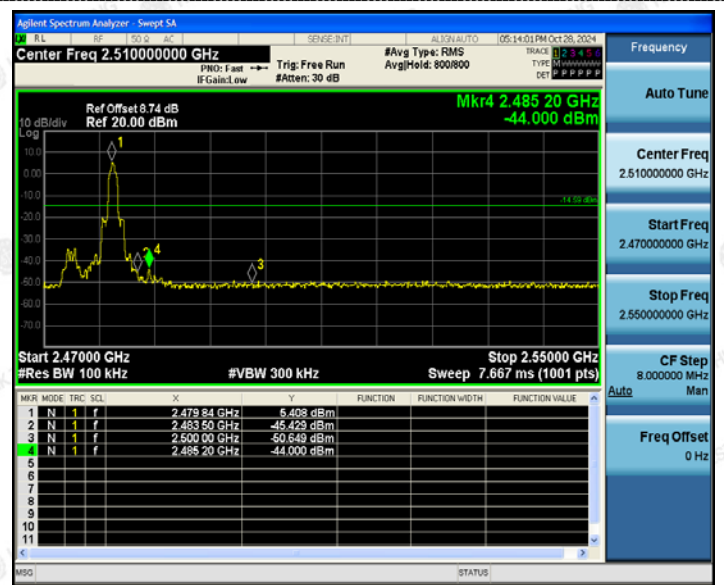 Agilent Spectrum Analyzer - Swept SA
RL RF 50 Ω AC SENSE:INT ALIGNAUTO 05:14:01 PM Oct 28, 2024
Center Freq 2.510000000 GHz
PNO: Fast
IFGain:Low
Trig: Free Run
#Atten: 30 dB
#Avg Type: RMS
Avg|Hold: 800/800
TRACE 1 2 3 4 5 6
TYPE M
DET P P P P P P
Ref Offset 8.74 dB
Ref 20.00 dBm
10 dB/div
Log
Mkr4 2.485 20 GHz
-44.000 dBm
10.0
0.00
-10.0
-20.0
-30.0
-40.0
-50.0
-60.0
-70.0
1
4
3
-14.59 dBm
Start 2.47000 GHz
Stop 2.55000 GHz
#Res BW 100 kHz
#VBW 300 kHz
Sweep 7.667 ms (1001 pts)
MKR MODE TRC SCL X Y FUNCTION FUNCTION WIDTH FUNCTION VALUE
1 N 1 f 2.479 84 GHz 5.408 dBm
2 N 1 f 2.483 50 GHz -45.429 dBm
3 N 1 f 2.500 00 GHz -50.649 dBm
4 N 1 f 2.485 20 GHz -44.000 dBm
5
6
7
8
9
10
11
MSG
STATUS
Frequency
Auto Tune
Center Freq
2.510000000 GHz
Start Freq
2.470000000 GHz
Stop Freq
2.550000000 GHz
CF Step
8.000000 MHz
Auto Man
Freq Offset
0 Hz